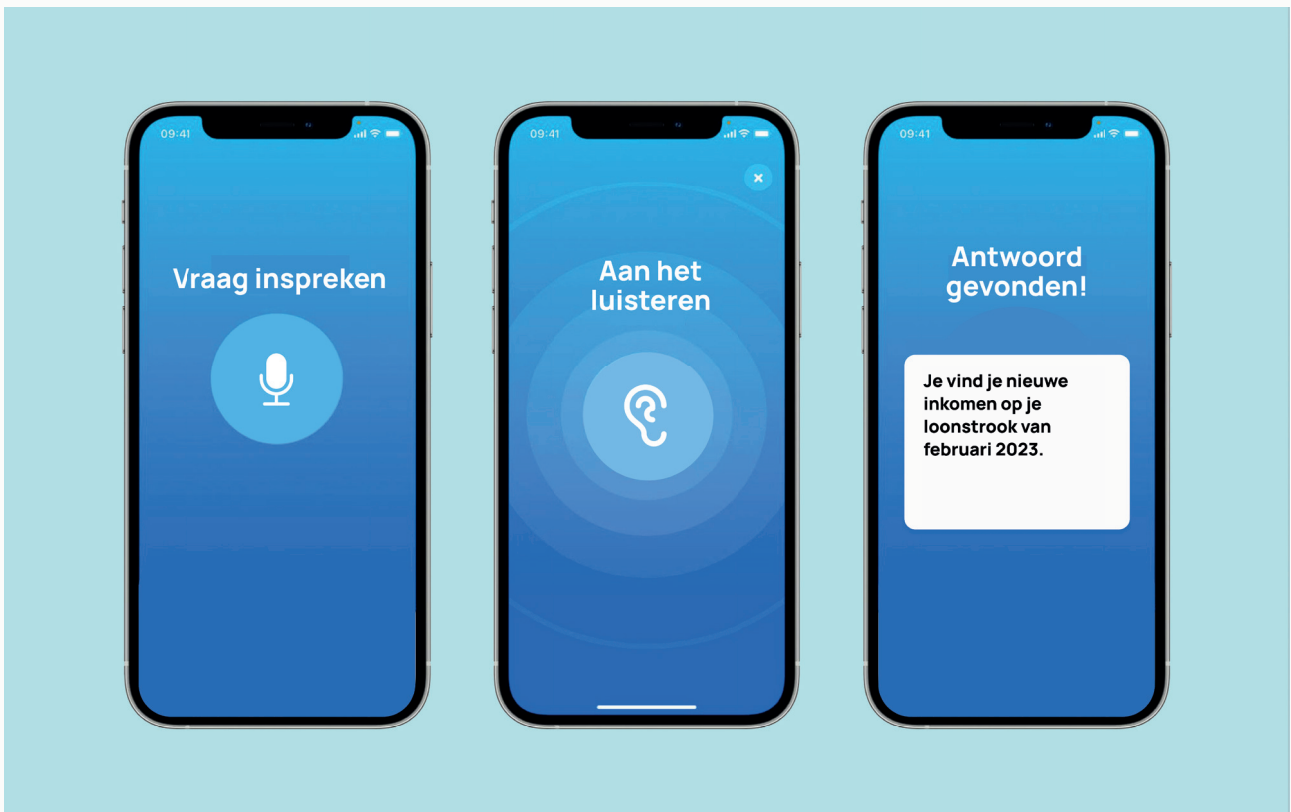 09:41
Vraag inspreken
09:41
Aan het
luisteren
09:41
Antwoord
gevonden!
Je vind je nieuwe
inkomen op je
loonstrook van
februari 2023.